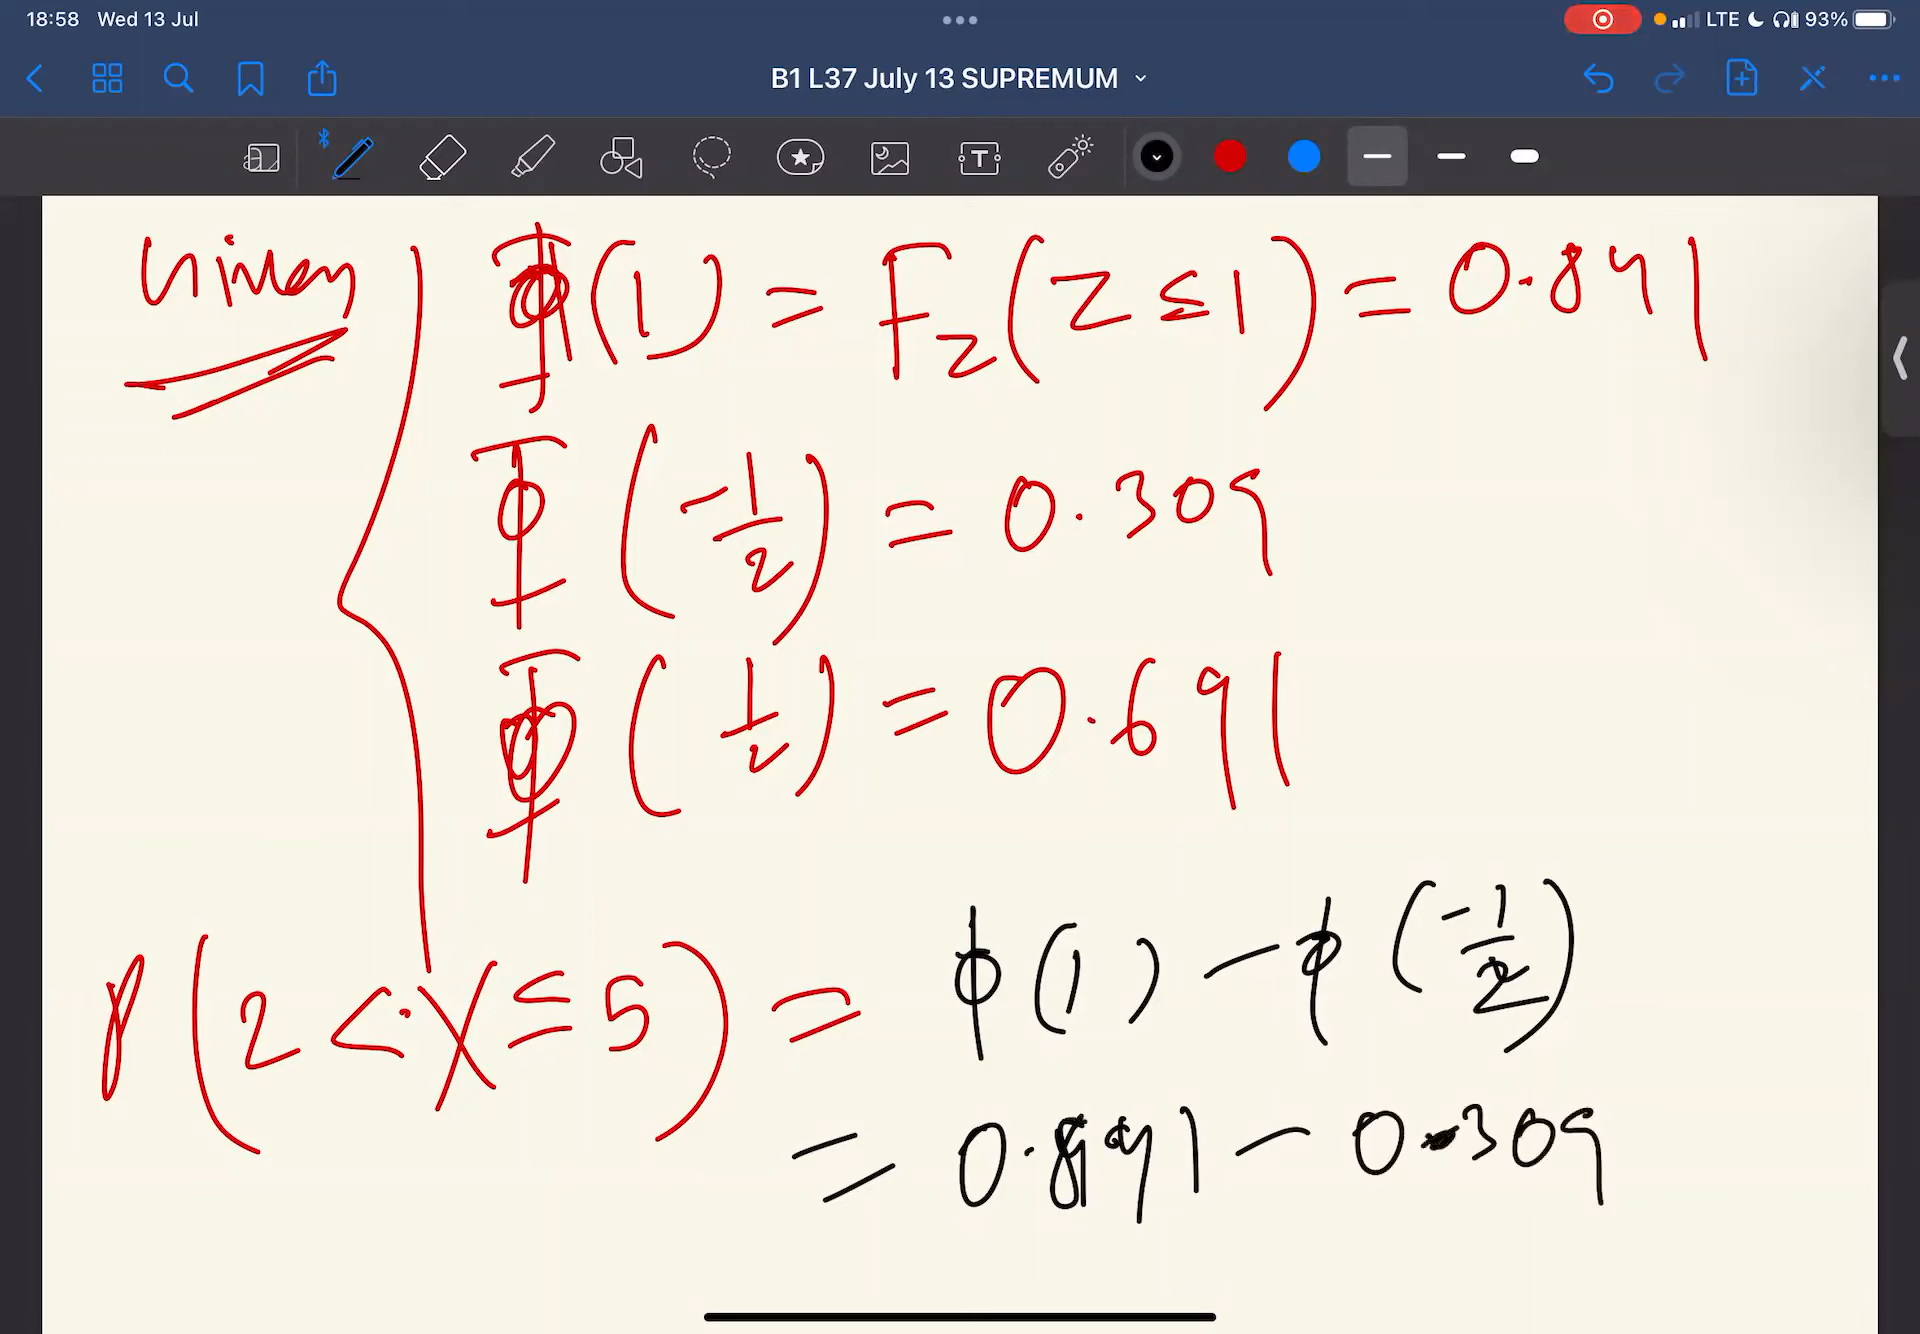 18:58 Wed 13 Jul LTE 93%
B1 L37 July 13 SUPREMUM
Given Φ(1) = F_Z(Z ≤ 1) = 0.841
Φ(-1/2) = 0.309
Φ(1/2) = 0.691
P(2 < X ≤ 5) = ϕ(1) - ϕ(-1/2)
= 0.841 - 0.309